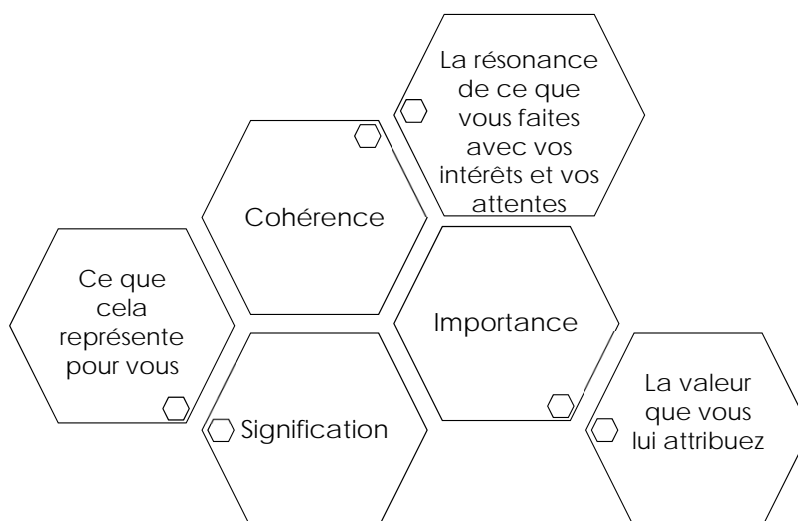 La résonance
de ce que
vous faites
avec vos
intérêts et vos
attentes
Cohérence
Ce que
cela
représente
pour vous
Importance
La valeur
que vous
lui attribuez
Signification